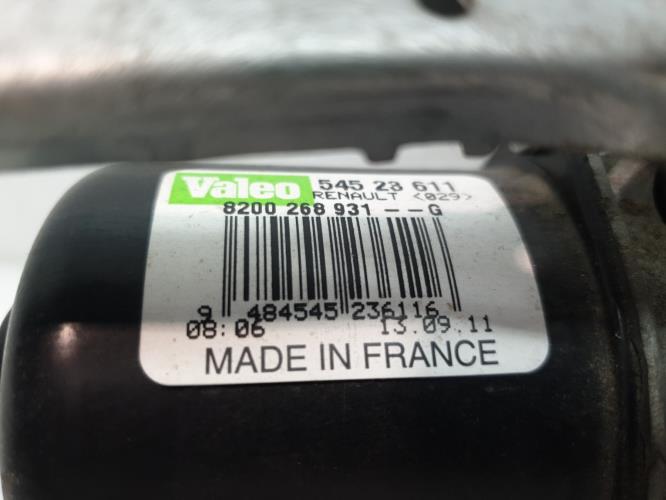 Valeo 545 23 611
RENAULT <029>
8200 268 931 --G
9 484545 236116
08:06 13.09.11
MADE IN FRANCE